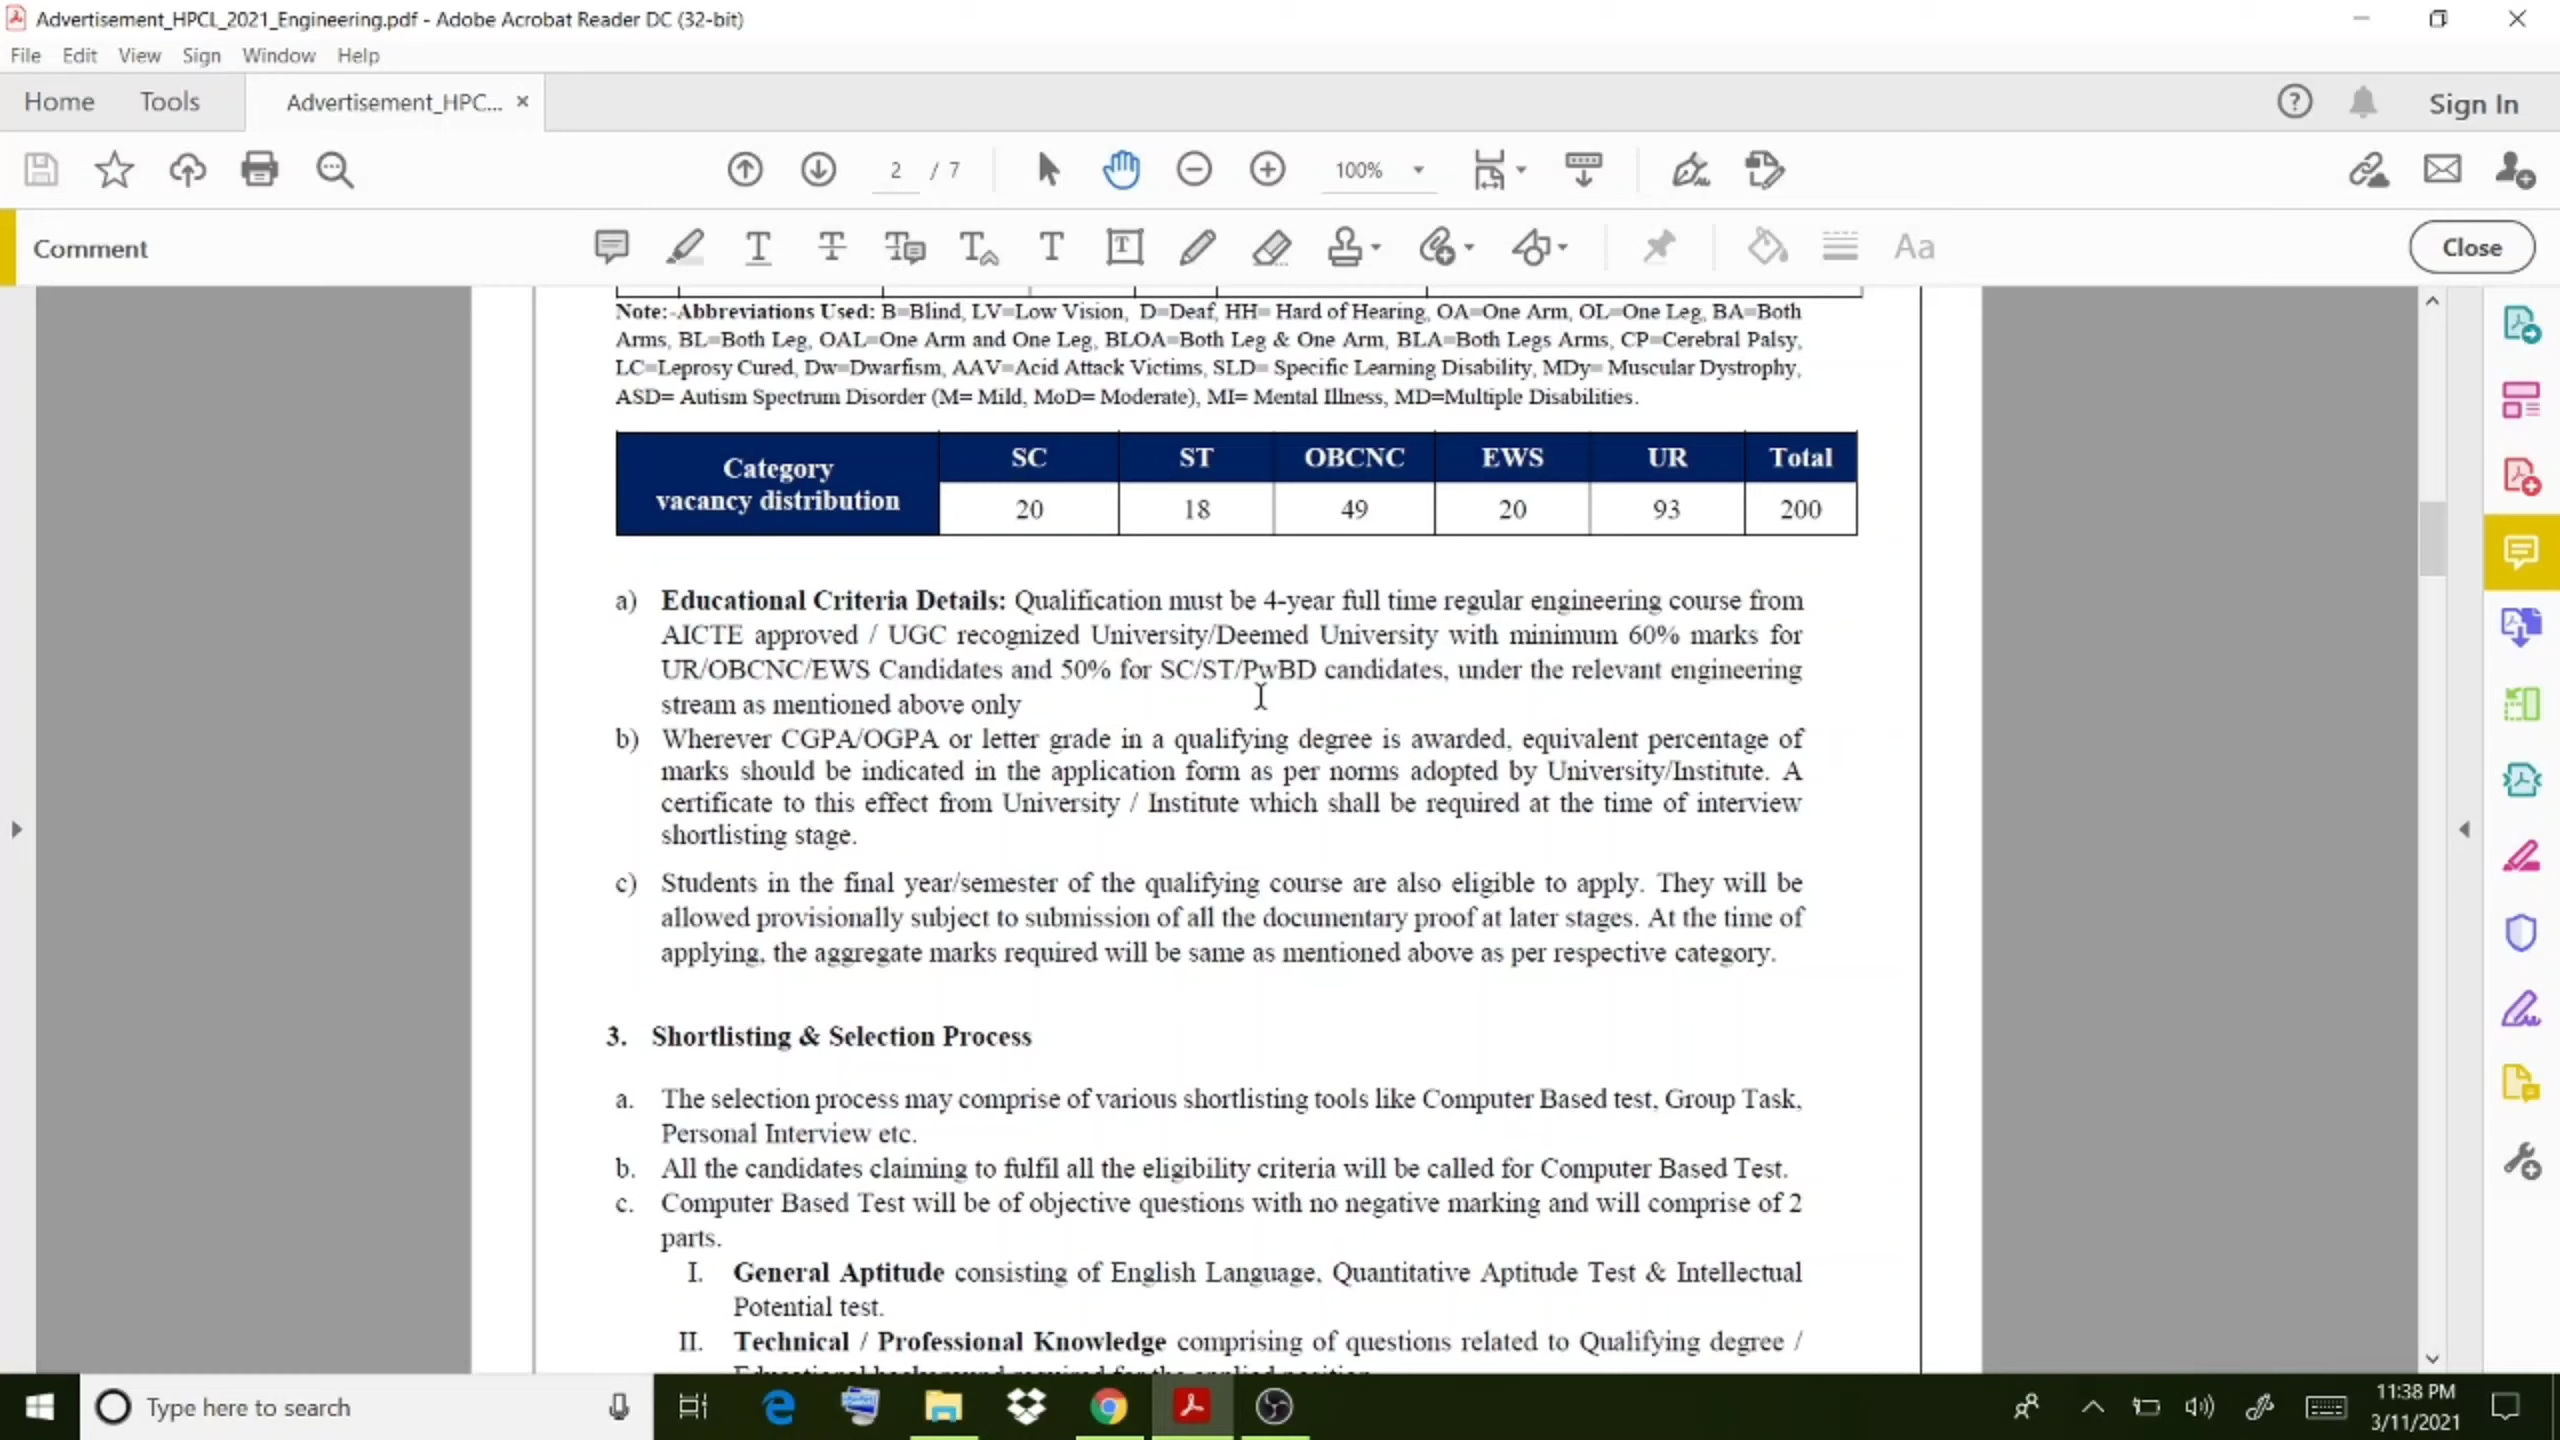 Advertisement_HPCL_2021_Engineering.pdf - Adobe Acrobat Reader DC (32-bit)
File Edit View Sign Window Help
Home Tools Advertisement_HPC... × Sign In
2 / 7 100%
Comment Close
Note:-Abbreviations Used: B=Blind, LV=Low Vision, D=Deaf, HH= Hard of Hearing, OA=One Arm, OL=One Leg, BA=Both
Arms, BL=Both Leg, OAL=One Arm and One Leg, BLOA=Both Leg & One Arm, BLA=Both Legs Arms, CP=Cerebral Palsy,
LC=Leprosy Cured, Dw=Dwarfism, AAV=Acid Attack Victims, SLD= Specific Learning Disability, MDy= Muscular Dystrophy,
ASD= Autism Spectrum Disorder (M= Mild, MoD= Moderate), MI= Mental Illness, MD=Multiple Disabilities.
Category vacancy distribution
SC ST OBCNC EWS UR Total
20 18 49 20 93 200
a) Educational Criteria Details: Qualification must be 4-year full time regular engineering course from
AICTE approved / UGC recognized University/Deemed University with minimum 60% marks for
UR/OBCNC/EWS Candidates and 50% for SC/ST/PwBD candidates, under the relevant engineering
stream as mentioned above only
b) Wherever CGPA/OGPA or letter grade in a qualifying degree is awarded, equivalent percentage of
marks should be indicated in the application form as per norms adopted by University/Institute. A
certificate to this effect from University / Institute which shall be required at the time of interview
shortlisting stage.
c) Students in the final year/semester of the qualifying course are also eligible to apply. They will be
allowed provisionally subject to submission of all the documentary proof at later stages. At the time of
applying, the aggregate marks required will be same as mentioned above as per respective category.
3. Shortlisting & Selection Process
a. The selection process may comprise of various shortlisting tools like Computer Based test, Group Task,
Personal Interview etc.
b. All the candidates claiming to fulfil all the eligibility criteria will be called for Computer Based Test.
c. Computer Based Test will be of objective questions with no negative marking and will comprise of 2
parts.
I. General Aptitude consisting of English Language, Quantitative Aptitude Test & Intellectual
Potential test.
II. Technical / Professional Knowledge comprising of questions related to Qualifying degree /
Educational background required for the applied position
Type here to search
11:38 PM
3/11/2021